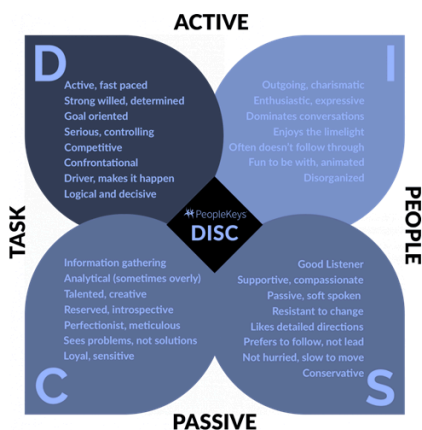 ACTIVE
D
Active, fast paced
Strong willed, determined
Goal oriented
Serious, controlling
Competitive
Confrontational
Driver, makes it happen
Logical and decisive
I
Outgoing, charismatic
Enthusiastic, expressive
Dominates conversations
Enjoys the limelight
Often doesn't follow through
Fun to be with, animated
Disorganized
TASK
PeopleKeys
DISC
PEOPLE
Information gathering
Analytical (sometimes overly)
Talented, creative
Reserved, introspective
Perfectionist, meticulous
Sees problems, not solutions
Loyal, sensitive
C
Good Listener
Supportive, compassionate
Passive, soft spoken
Resistant to change
Likes detailed directions
Prefers to follow, not lead
Not hurried, slow to move
Conservative
S
PASSIVE